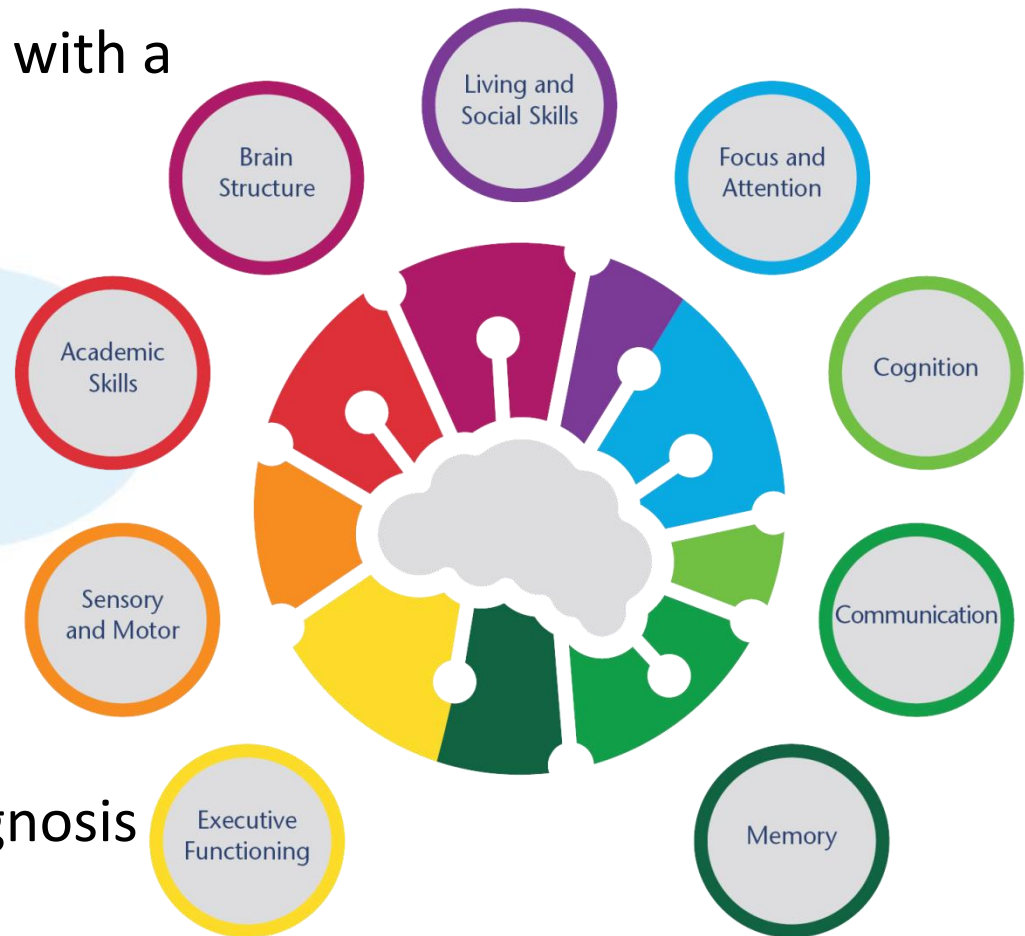 with a
Living and
Social Skills
Brain
Structure
Focus and
Attention
Academic
Skills
Cognition
Sensory
and Motor
Communication
Executive
Functioning
Memory
gnosis